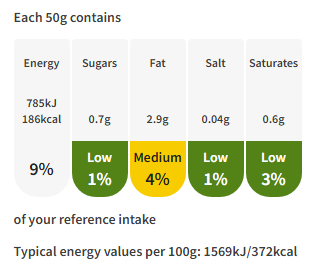 Each 50g contains
Energy Sugars Fat Salt Saturates
785kJ
186kcal 0.7g 2.9g 0.04g 0.6g
Low Medium Low Low
9% 1% 4% 1% 3%
of your reference intake
Typical energy values per 100g: 1569kJ/372kcal